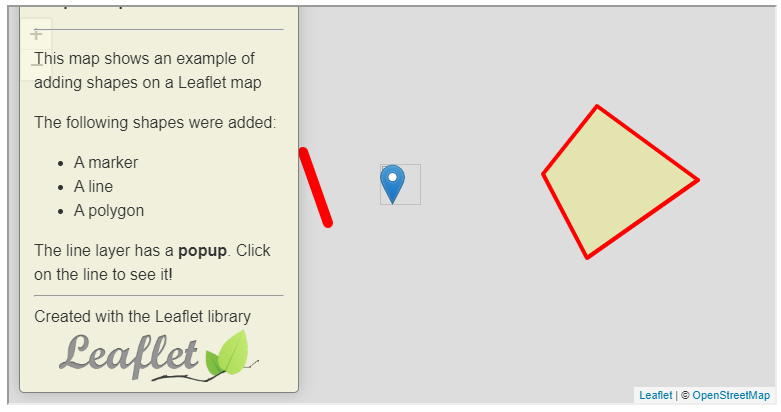 +
−
This map shows an example of
adding shapes on a Leaflet map
The following shapes were added:
• A marker
• A line
• A polygon
The line layer has a popup. Click
on the line to see it!
Created with the Leaflet library
Leaflet
Leaflet | © OpenStreetMap